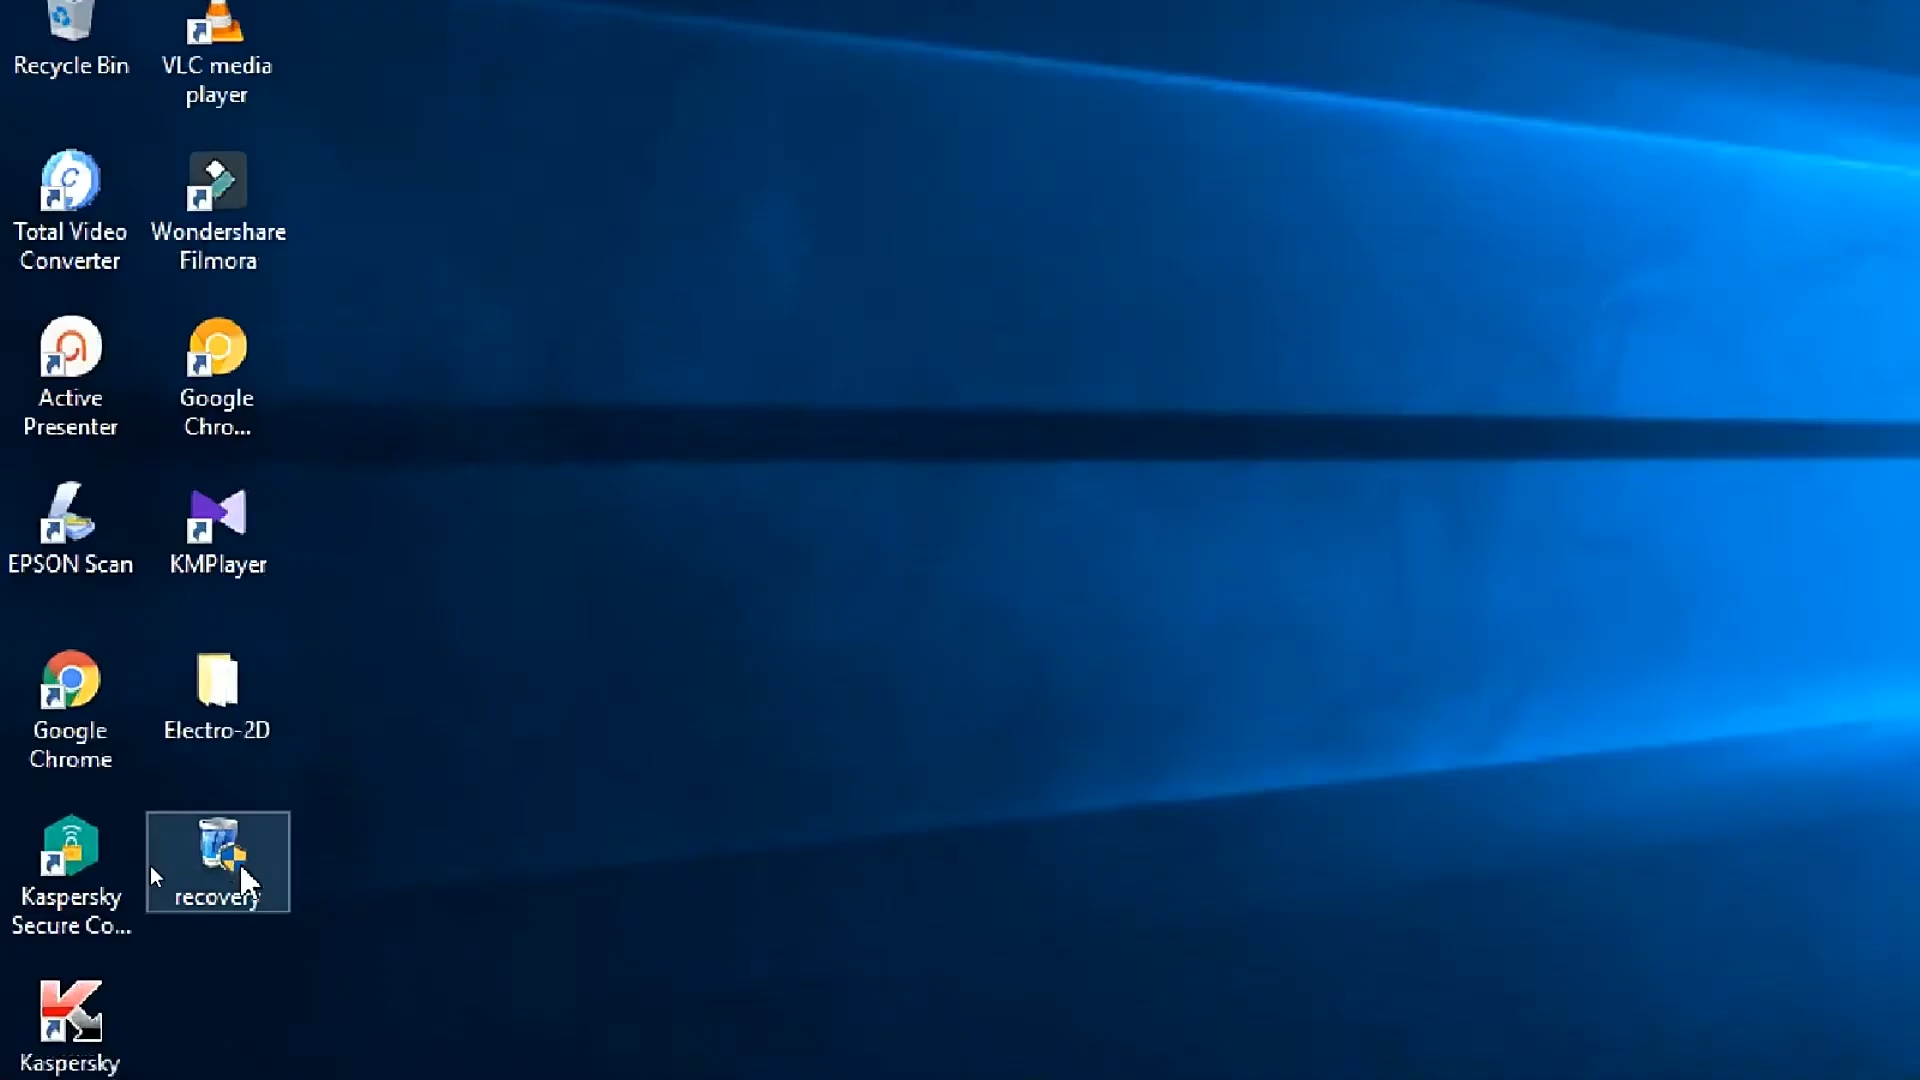 Recycle Bin
VLC media
player
Total Video
Converter
Wondershare
Filmora
Active
Presenter
Google
Chro...
EPSON Scan
KMPlayer
Google
Chrome
Electro-2D
Kaspersky
Secure Co...
recovery
Kaspersky